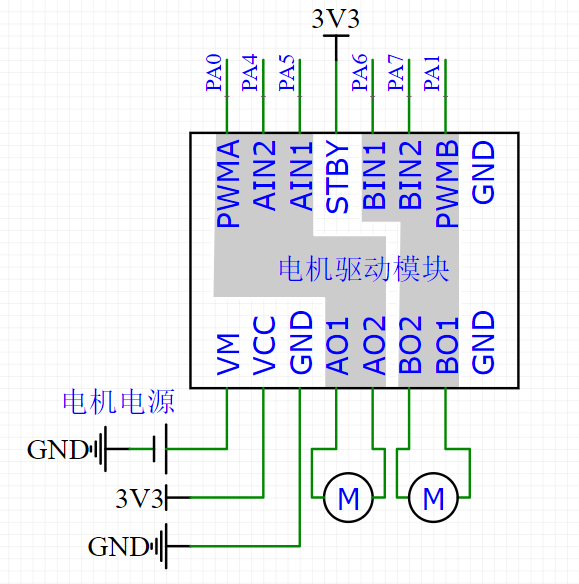 3V3
PA0
PA4
PA5
PA6
PA7
PA1
PWMA
AIN2
AIN1
STBY
BIN1
BIN2
PWMB
GND
电机驱动模块
VM
VCC
GND
AO1
AO2
BO2
BO1
GND
电机电源
GND
3V3
GND
M
M